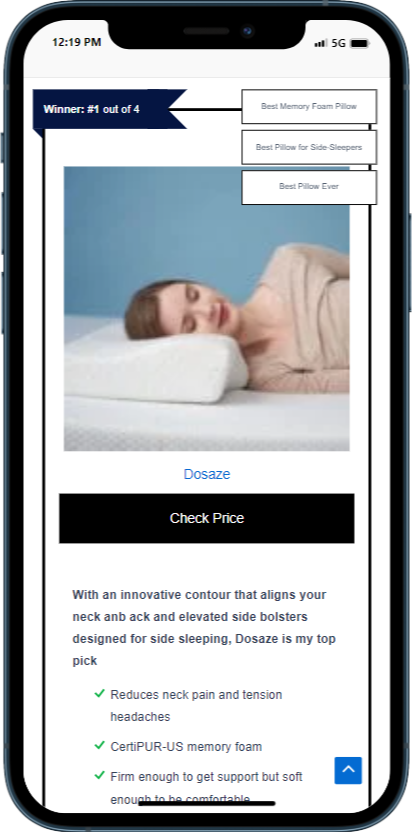 12:19 PM
5G
Winner: #1 out of 4
Best Memory Foam Pillow
Best Pillow for Side-Sleepers
Best Pillow Ever
Dosaze
Check Price
With an innovative contour that aligns your
neck anb ack and elevated side bolsters
designed for side sleeping, Dosaze is my top
pick
Reduces neck pain and tension
headaches
CertiPUR-US memory foam
Firm enough to get support but soft
enough to be comfortable